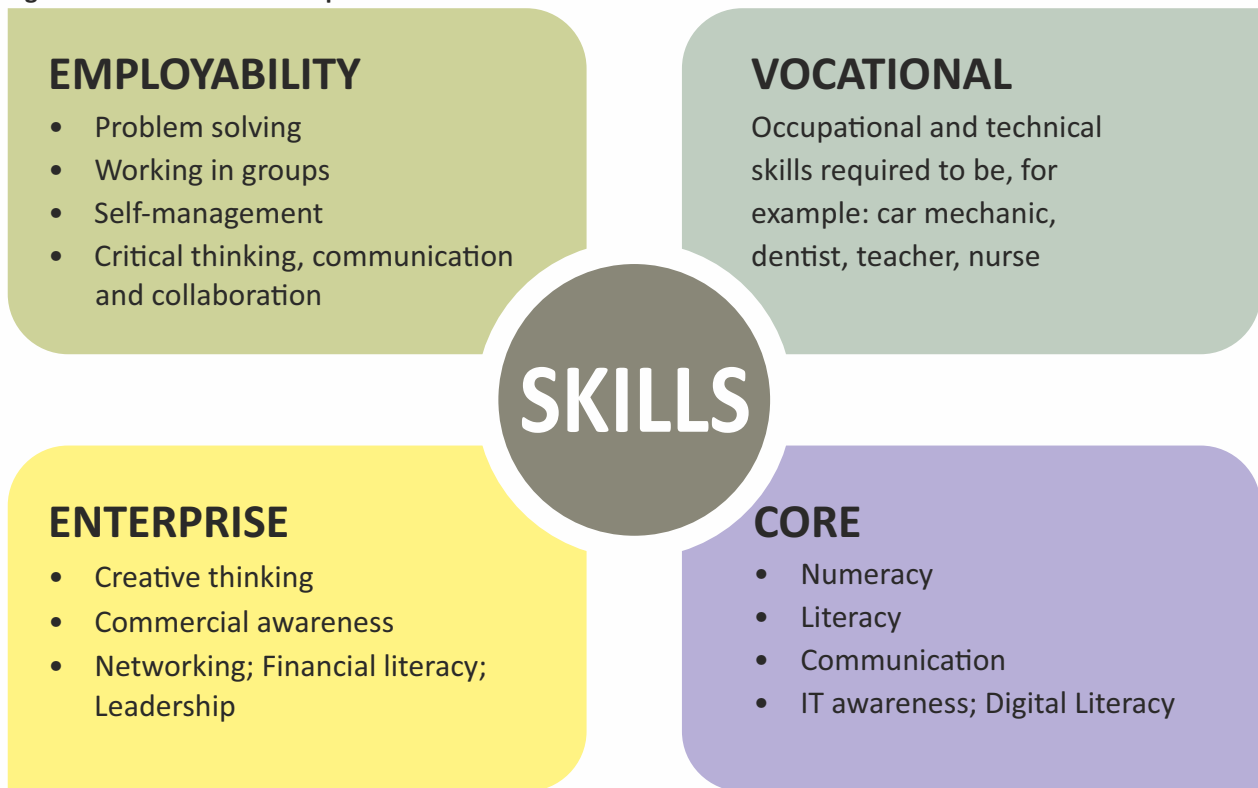 EMPLOYABILITY
• Problem solving
• Working in groups
• Self-management
• Critical thinking, communication
and collaboration
VOCATIONAL
Occupational and technical
skills required to be, for
example: car mechanic,
dentist, teacher, nurse
SKILLS
ENTERPRISE
• Creative thinking
• Commercial awareness
• Networking; Financial literacy;
Leadership
CORE
• Numeracy
• Literacy
• Communication
• IT awareness; Digital Literacy